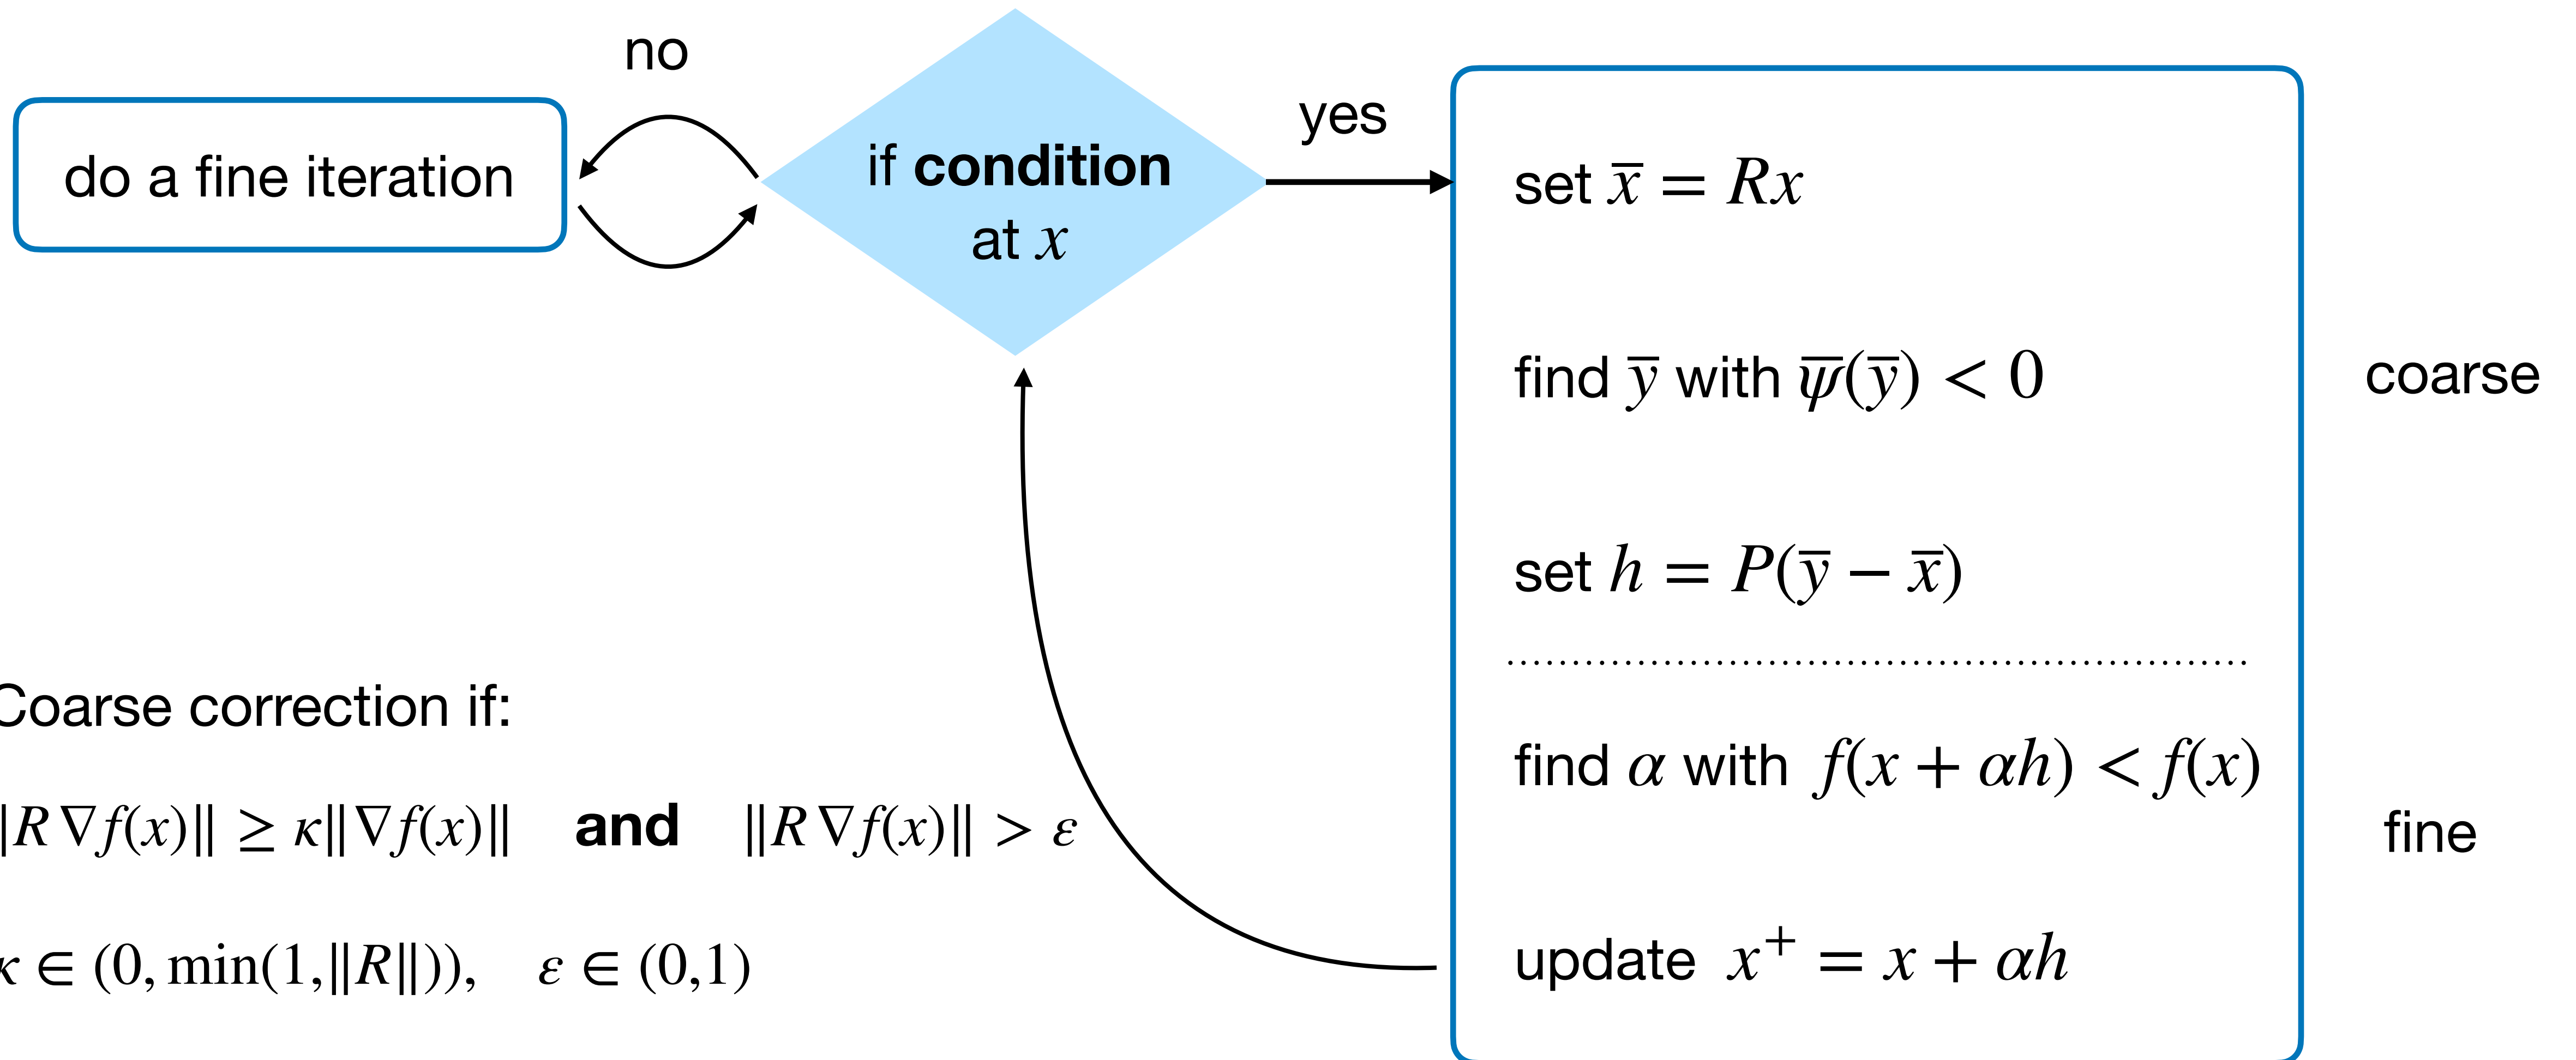 no
do a fine iteration
if condition
at x
yes
set x̅ = Rx
find y̅ with ψ̅(y̅) < 0
set h = P(y̅ − x̅)
coarse
find α with f(x + αh) < f(x)
update x⁺ = x + αh
fine
Coarse correction if:
‖R ∇f(x)‖ ≥ κ‖∇f(x)‖ and ‖R ∇f(x)‖ > ε
κ ∈ (0, min(1,‖R‖)), ε ∈ (0,1)